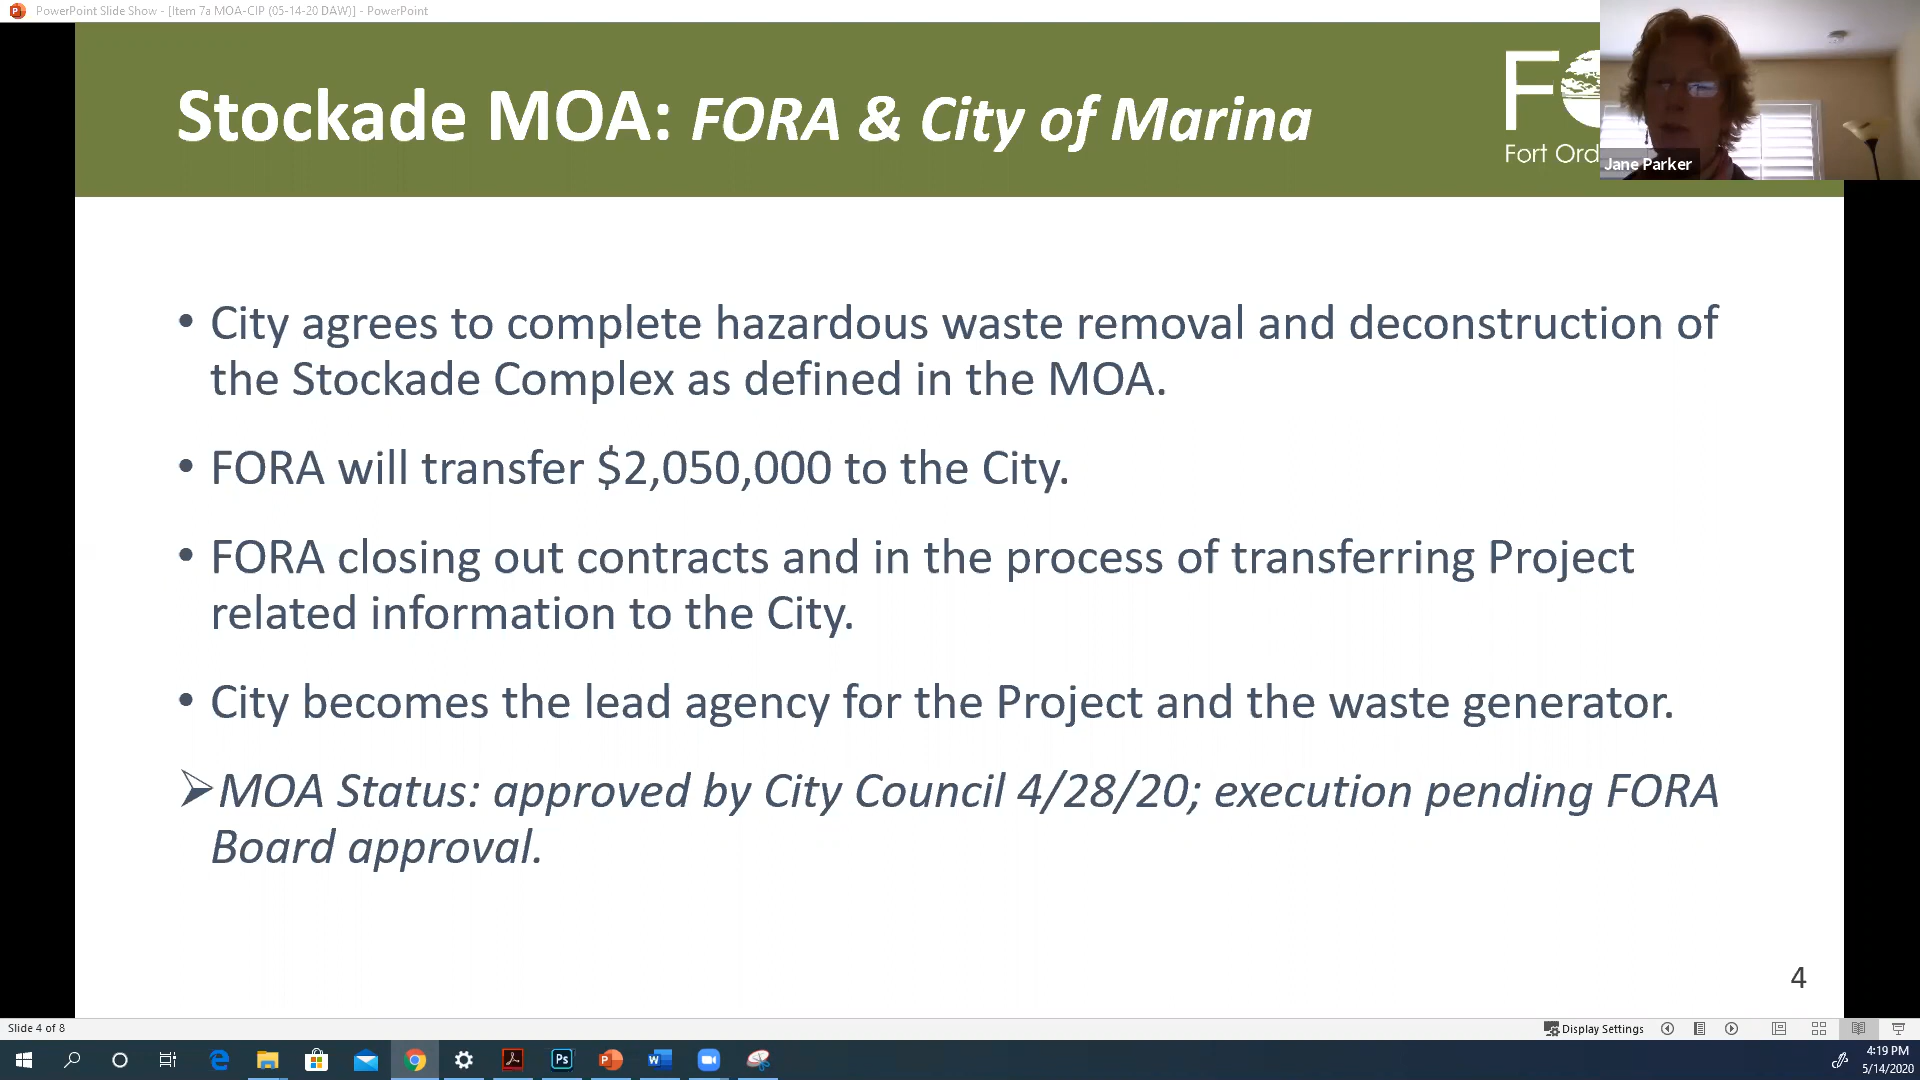 PowerPoint Slide Show - [Item 7a MOA-CIP (05-14-20 DAW)] - PowerPoint
Stockade MOA: FORA & City of Marina
Fort Ord
Jane Parker
• City agrees to complete hazardous waste removal and deconstruction of
the Stockade Complex as defined in the MOA.
• FORA will transfer $2,050,000 to the City.
• FORA closing out contracts and in the process of transferring Project
related information to the City.
• City becomes the lead agency for the Project and the waste generator.
➢MOA Status: approved by City Council 4/28/20; execution pending FORA
Board approval.
4
Slide 4 of 8
Display Settings
4:19 PM
5/14/2020